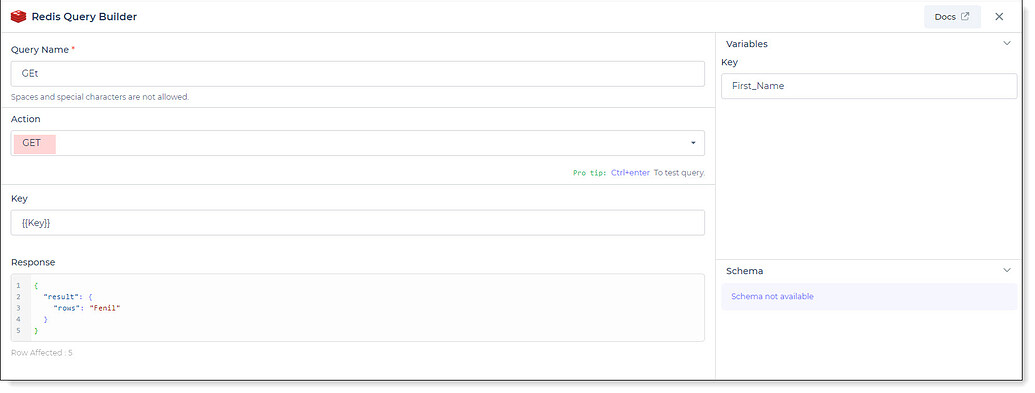 Redis Query Builder
Docs
Query Name *
GEt
Spaces and special characters are not allowed.
Action
GET
Pro tip: Ctrl+enter To test query.
Key
{{Key}}
Response
1 {
2 "result": {
3 "rows": "Fenil"
4 }
5 }
Row Affected : 5
Variables
Key
First_Name
Schema
Schema not available